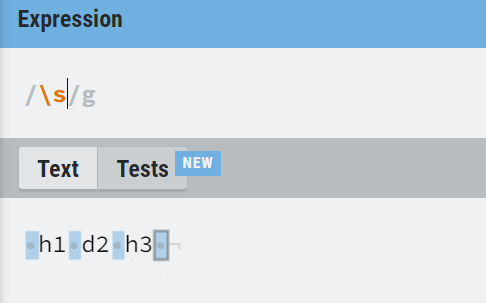 Expression
/\s/g
Text Tests NEW
h1 d2 h3